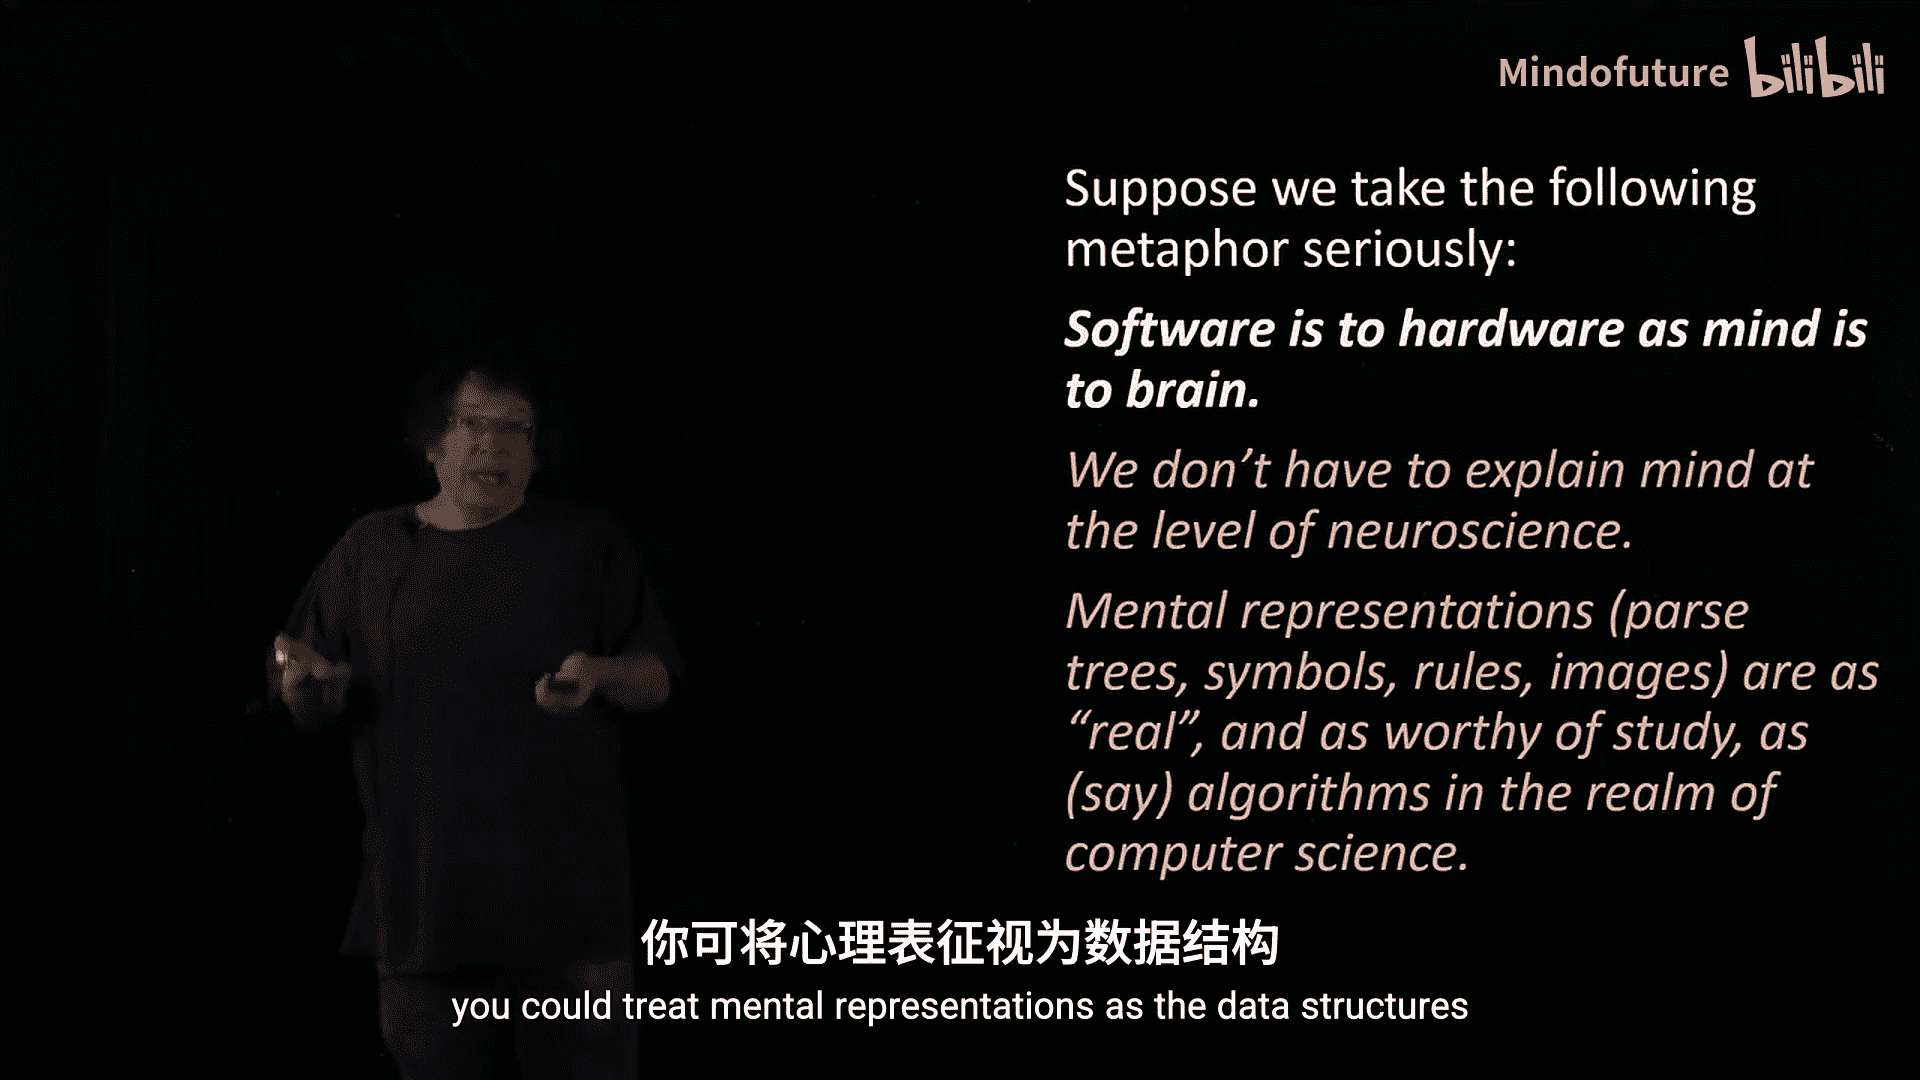 Mindofuture bilibili
Suppose we take the following
metaphor seriously:
Software is to hardware as mind is
to brain.
We don’t have to explain mind at
the level of neuroscience.
Mental representations (parse
trees, symbols, rules, images) are as
“real”, and as worthy of study, as
(say) algorithms in the realm of
computer science.
你可将心理表征视为数据结构
you could treat mental representations as the data structures